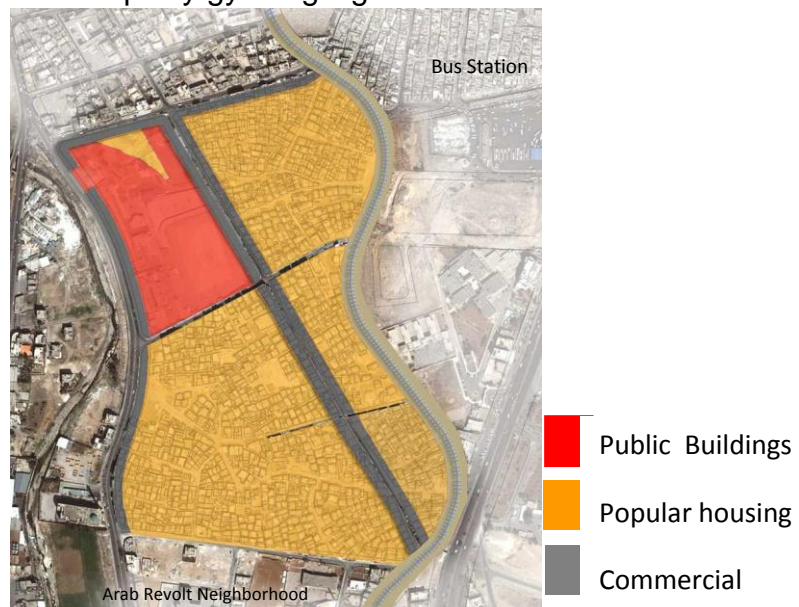 Bus Station
Public Buildings
Popular housing
Commercial
Arab Revolt Neighborhood